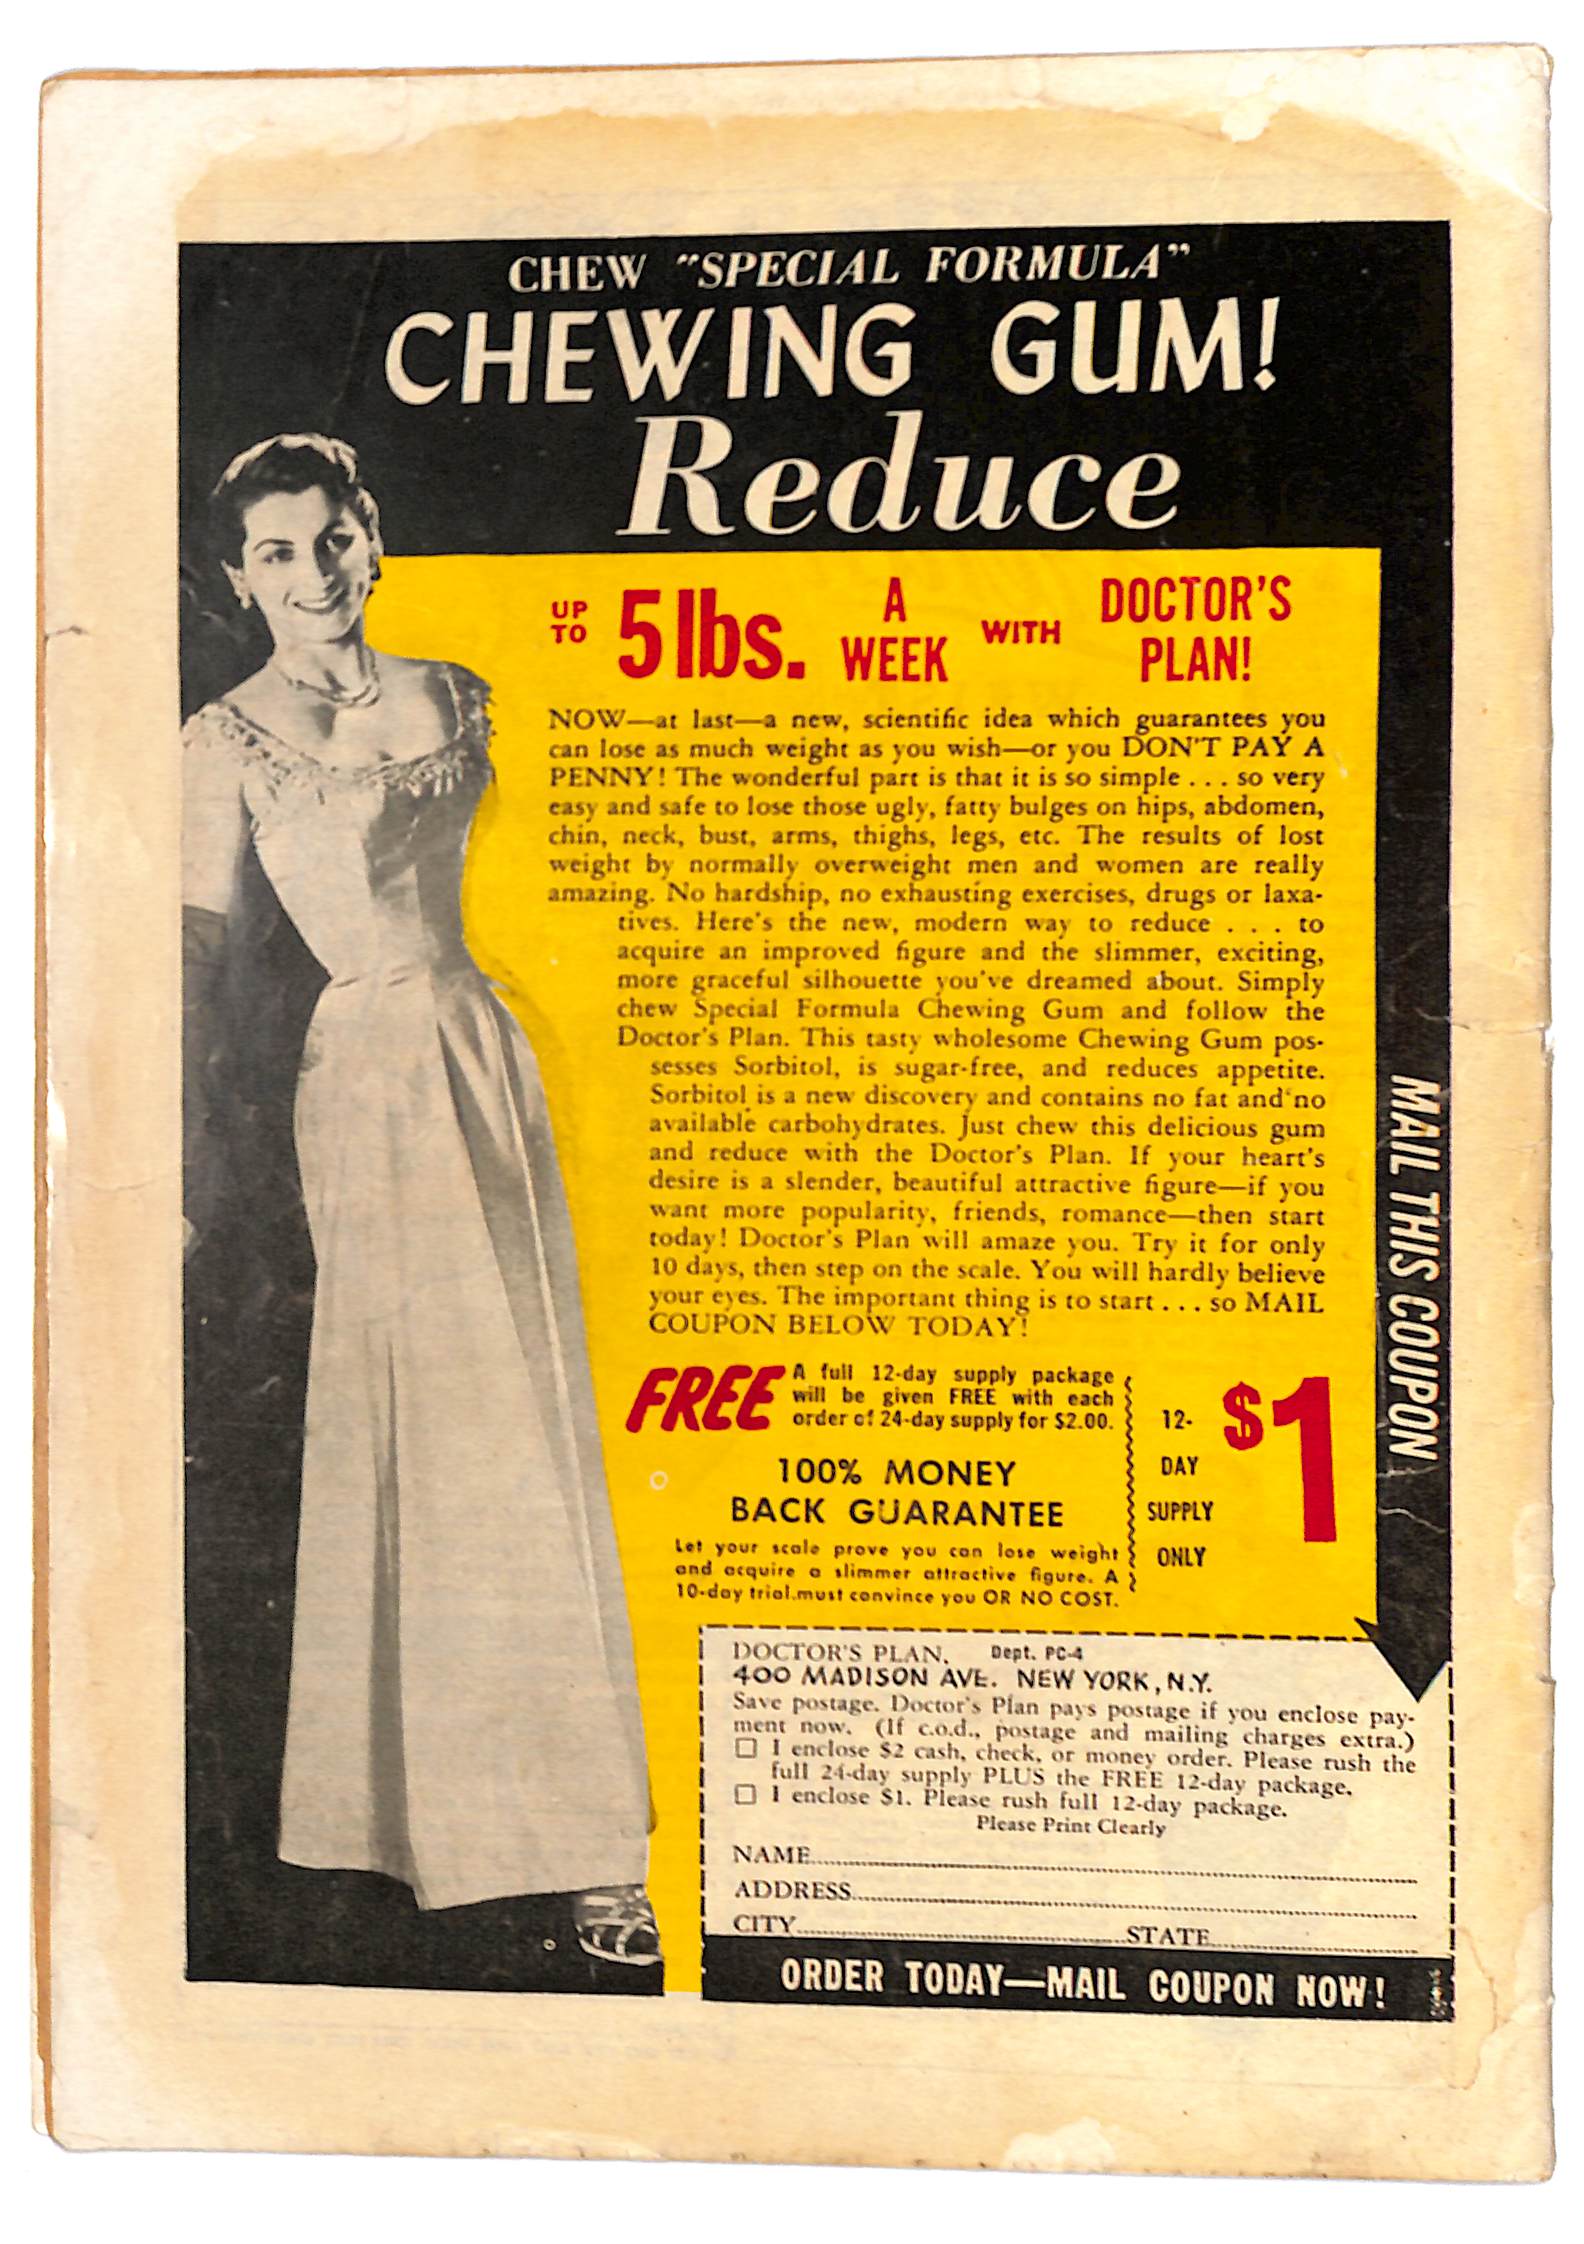 CHEW "SPECIAL FORMULA"
CHEWING GUM!
Reduce
UP TO 5 lbs. A WEEK WITH DOCTOR'S PLAN!
NOW—at last—a new, scientific idea which guarantees you
can lose as much weight as you wish—or you DON'T PAY A
PENNY! The wonderful part is that it is so simple . . . so very
easy and safe to lose those ugly, fatty bulges on hips, abdomen,
chin, neck, bust, arms, thighs, legs, etc. The results of lost
weight by normally overweight men and women are really
amazing. No hardship, no exhausting exercises, drugs or laxa-
tives. Here's the new, modern way to reduce . . . to
acquire an improved figure and the slimmer, exciting,
more graceful silhouette you've dreamed about. Simply
chew Special Formula Chewing Gum and follow the
Doctor's Plan. This tasty wholesome Chewing Gum pos-
sesses Sorbitol, is sugar-free, and reduces appetite.
Sorbitol is a new discovery and contains no fat and no
available carbohydrates. Just chew this delicious gum
and reduce with the Doctor's Plan. If your heart's
desire is a slender, beautiful attractive figure—if you
want more popularity, friends, romance—then start
today! Doctor's Plan will amaze you. Try it for only
10 days, then step on the scale. You will hardly believe
your eyes. The important thing is to start . . . so MAIL
COUPON BELOW TODAY!
FREE
A full 12-day supply package
will be given FREE with each
order of 24-day supply for $2.00.
100% MONEY
BACK GUARANTEE
Let your scale prove you can lose weight
and acquire a slimmer attractive figure. A
10-day trial must convince you OR NO COST.
12-
DAY
SUPPLY
ONLY
$1
MAIL THIS COUPON
DOCTOR'S PLAN, Dept. PC-4
400 MADISON AVE. NEW YORK, N.Y.
Save postage. Doctor's Plan pays postage if you enclose pay-
ment now. (If c.o.d., postage and mailing charges extra.)
☐ I enclose $2 cash, check, or money order. Please rush the
full 24-day supply PLUS the FREE 12-day package.
☐ I enclose $1. Please rush full 12-day package.
Please Print Clearly
NAME
ADDRESS
CITY STATE
ORDER TODAY—MAIL COUPON NOW!